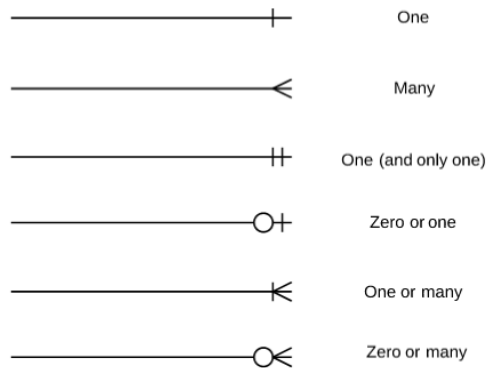 One
Many
One (and only one)
Zero or one
One or many
Zero or many